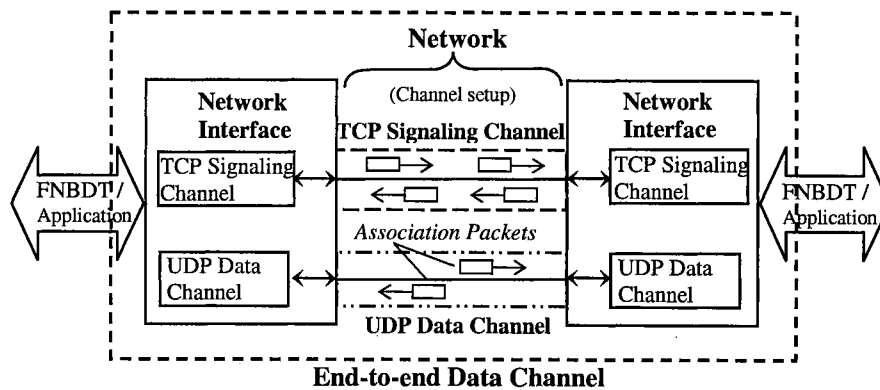 Network
(Channel setup)
Network
Interface
TCP Signaling Channel
Network
Interface
TCP Signaling
Channel
TCP Signaling
Channel
FNBDT /
Application
FNBDT /
Application
Association Packets
UDP Data
Channel
UDP Data
Channel
UDP Data Channel
End-to-end Data Channel